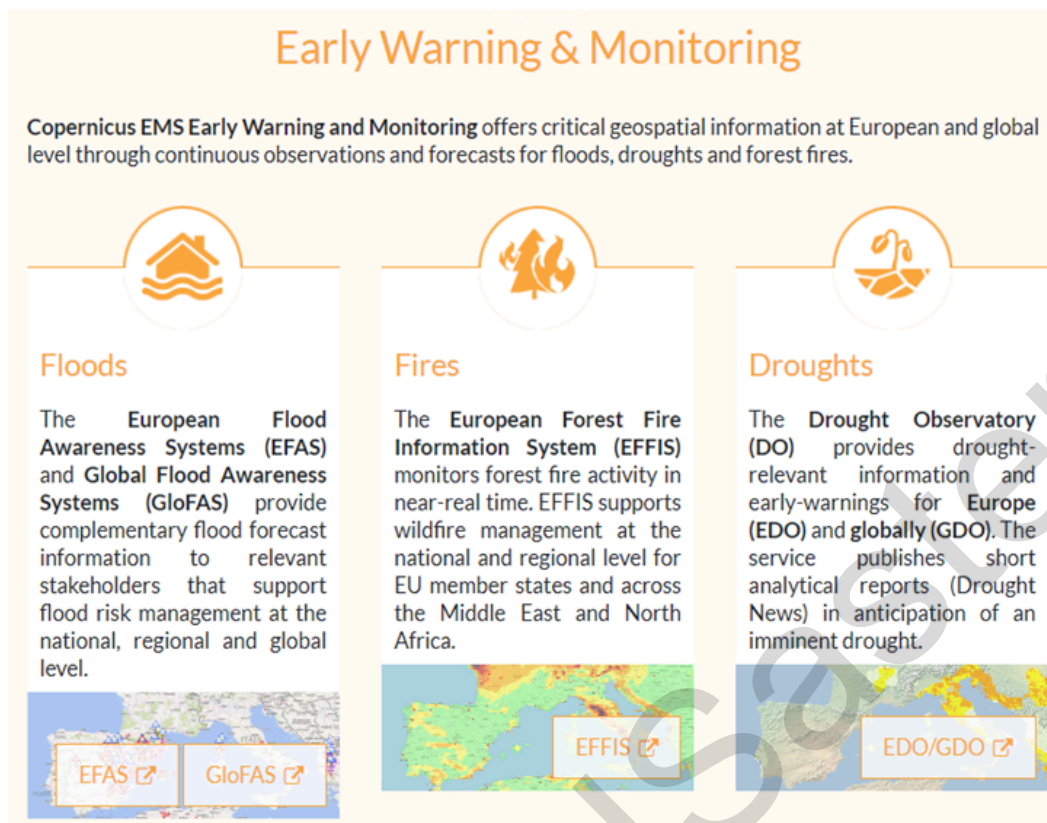 Early Warning & Monitoring
Copernicus EMS Early Warning and Monitoring offers critical geospatial information at European and global
level through continuous observations and forecasts for floods, droughts and forest fires.
Floods
The European Flood
Awareness Systems (EFAS)
and Global Flood Awareness
Systems (GloFAS) provide
complementary flood forecast
information to relevant
stakeholders that support
flood risk management at the
national, regional and global
level.
EFAS
GloFAS
Fires
The European Forest Fire
Information System (EFFIS)
monitors forest fire activity in
near-real time. EFFIS supports
wildfire management at the
national and regional level for
EU member states and across
the Middle East and North
Africa.
EFFIS
Droughts
The Drought Observatory
(DO) provides drought-
relevant information and
early-warnings for Europe
(EDO) and globally (GDO). The
service publishes short
analytical reports (Drought
News) in anticipation of an
imminent drought.
EDO/GDO